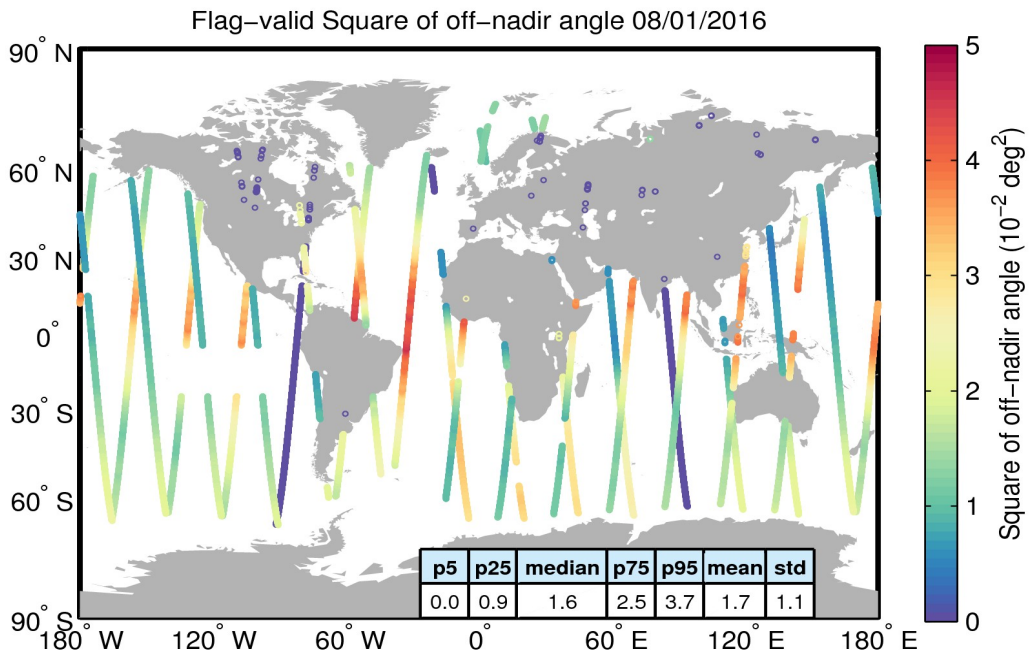 Flag−valid Square of off−nadir angle 08/01/2016
90° N
60° N
30° N
0°
30° S
60° S
90° S
180° W
120° W
60° W
0°
60° E
120° E
180° E
p5 p25 median p75 p95 mean std
0.0 0.9 1.6 2.5 3.7 1.7 1.1
5
4
3
2
1
0
Square of off−nadir angle (10⁻² deg²)